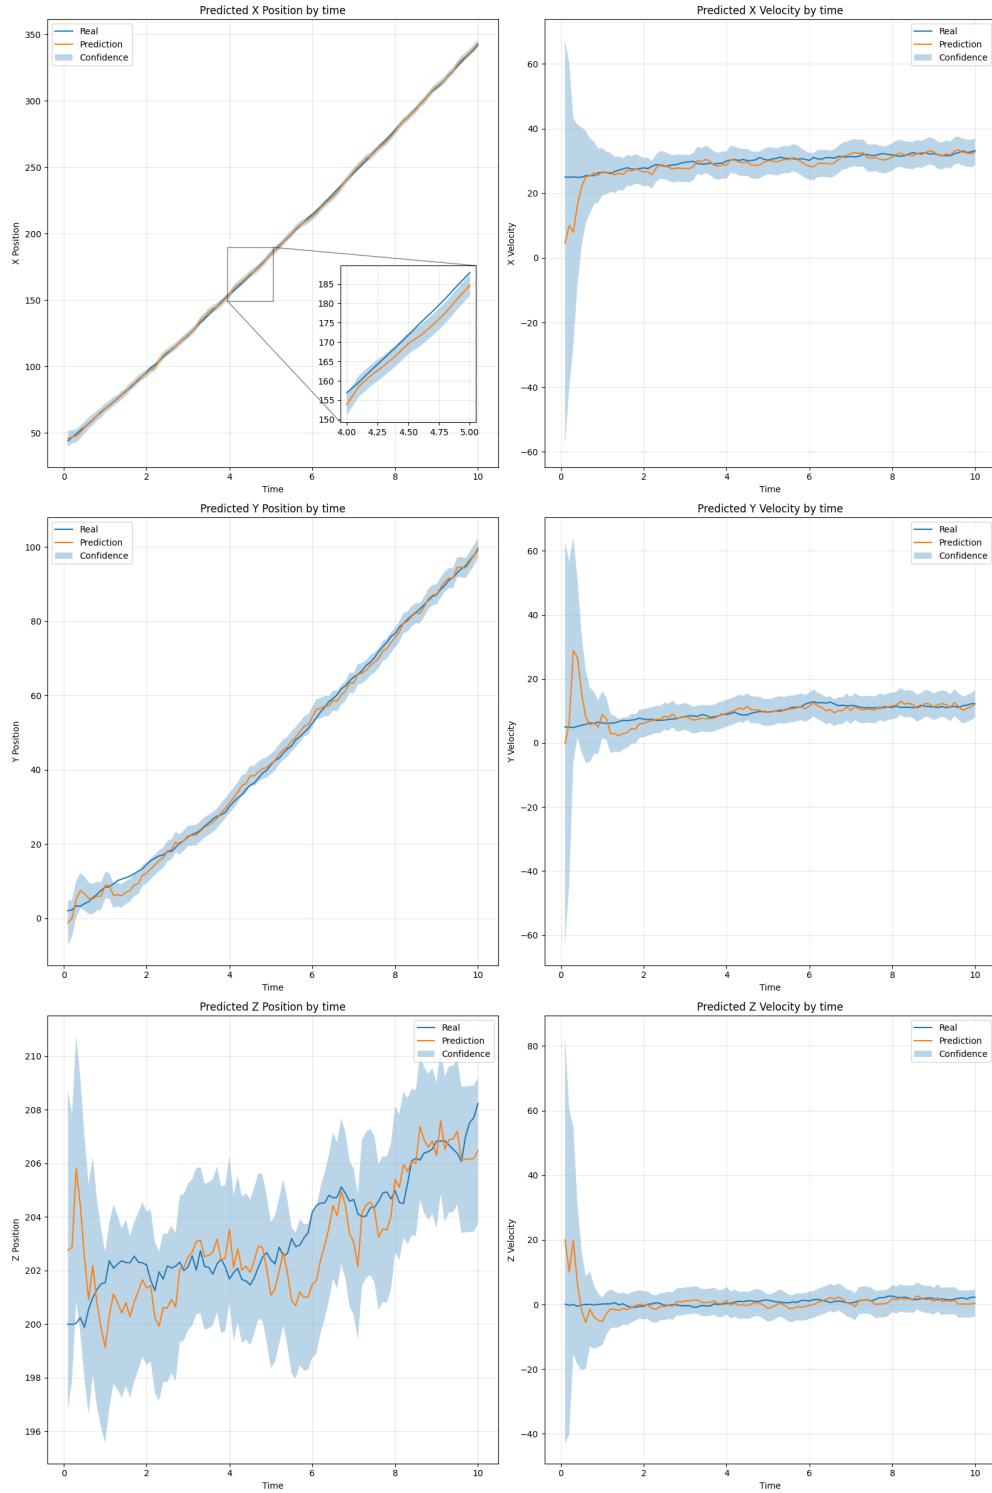 Predicted X Position by time
Real
Prediction
Confidence
350
300
250
200
150
100
50
X Position
185
180
175
170
165
160
155
150
4.00 4.25 4.50 4.75 5.00
0 2 4 6 8 10
Time
Predicted X Velocity by time
Real
Prediction
Confidence
60
40
20
0
−20
−40
−60
X Velocity
0 2 4 6 8 10
Time
Predicted Y Position by time
Real
Prediction
Confidence
100
80
60
40
20
0
Y Position
0 2 4 6 8 10
Time
Predicted Y Velocity by time
Real
Prediction
Confidence
60
40
20
0
−20
−40
−60
Y Velocity
0 2 4 6 8 10
Time
Predicted Z Position by time
Real
Prediction
Confidence
210
208
206
204
202
200
198
196
Z Position
0 2 4 6 8 10
Time
Predicted Z Velocity by time
Real
Prediction
Confidence
80
60
40
20
0
−20
−40
Z Velocity
0 2 4 6 8 10
Time